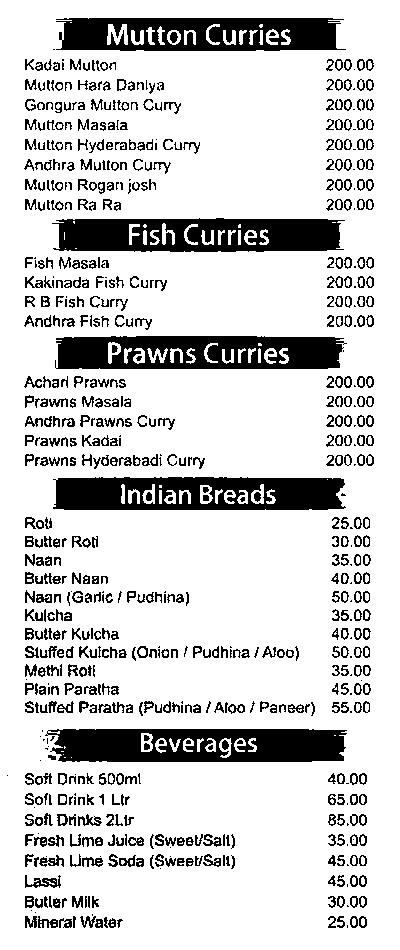 Mutton Curries
Kadai Mutton 200.00
Mutton Hara Daniya 200.00
Gongura Mutton Curry 200.00
Mutton Masala 200.00
Mutton Hyderabadi Curry 200.00
Andhra Mutton Curry 200.00
Mutton Rogan josh 200.00
Mutton Ra Ra 200.00
Fish Curries
Fish Masala 200.00
Kakinada Fish Curry 200.00
R B Fish Curry 200.00
Andhra Fish Curry 200.00
Prawns Curries
Achari Prawns 200.00
Prawns Masala 200.00
Andhra Prawns Curry 200.00
Prawns Kadai 200.00
Prawns Hyderabadi Curry 200.00
Indian Breads
Roti 25.00
Butter Roti 30.00
Naan 35.00
Butter Naan 40.00
Naan (Garlic / Pudhina) 50.00
Kulcha 35.00
Butter Kulcha 40.00
Stuffed Kulcha (Onion / Pudhina / Aloo) 50.00
Methi Roti 35.00
Plain Paratha 45.00
Stuffed Paratha (Pudhina / Aloo / Paneer) 55.00
Beverages
Soft Drink 500ml 40.00
Soft Drink 1 Ltr 65.00
Soft Drinks 2Ltr 85.00
Fresh Lime Juice (Sweet/Salt) 35.00
Fresh Lime Soda (Sweet/Salt) 45.00
Lassi 45.00
Butter Milk 30.00
Mineral Water 25.00